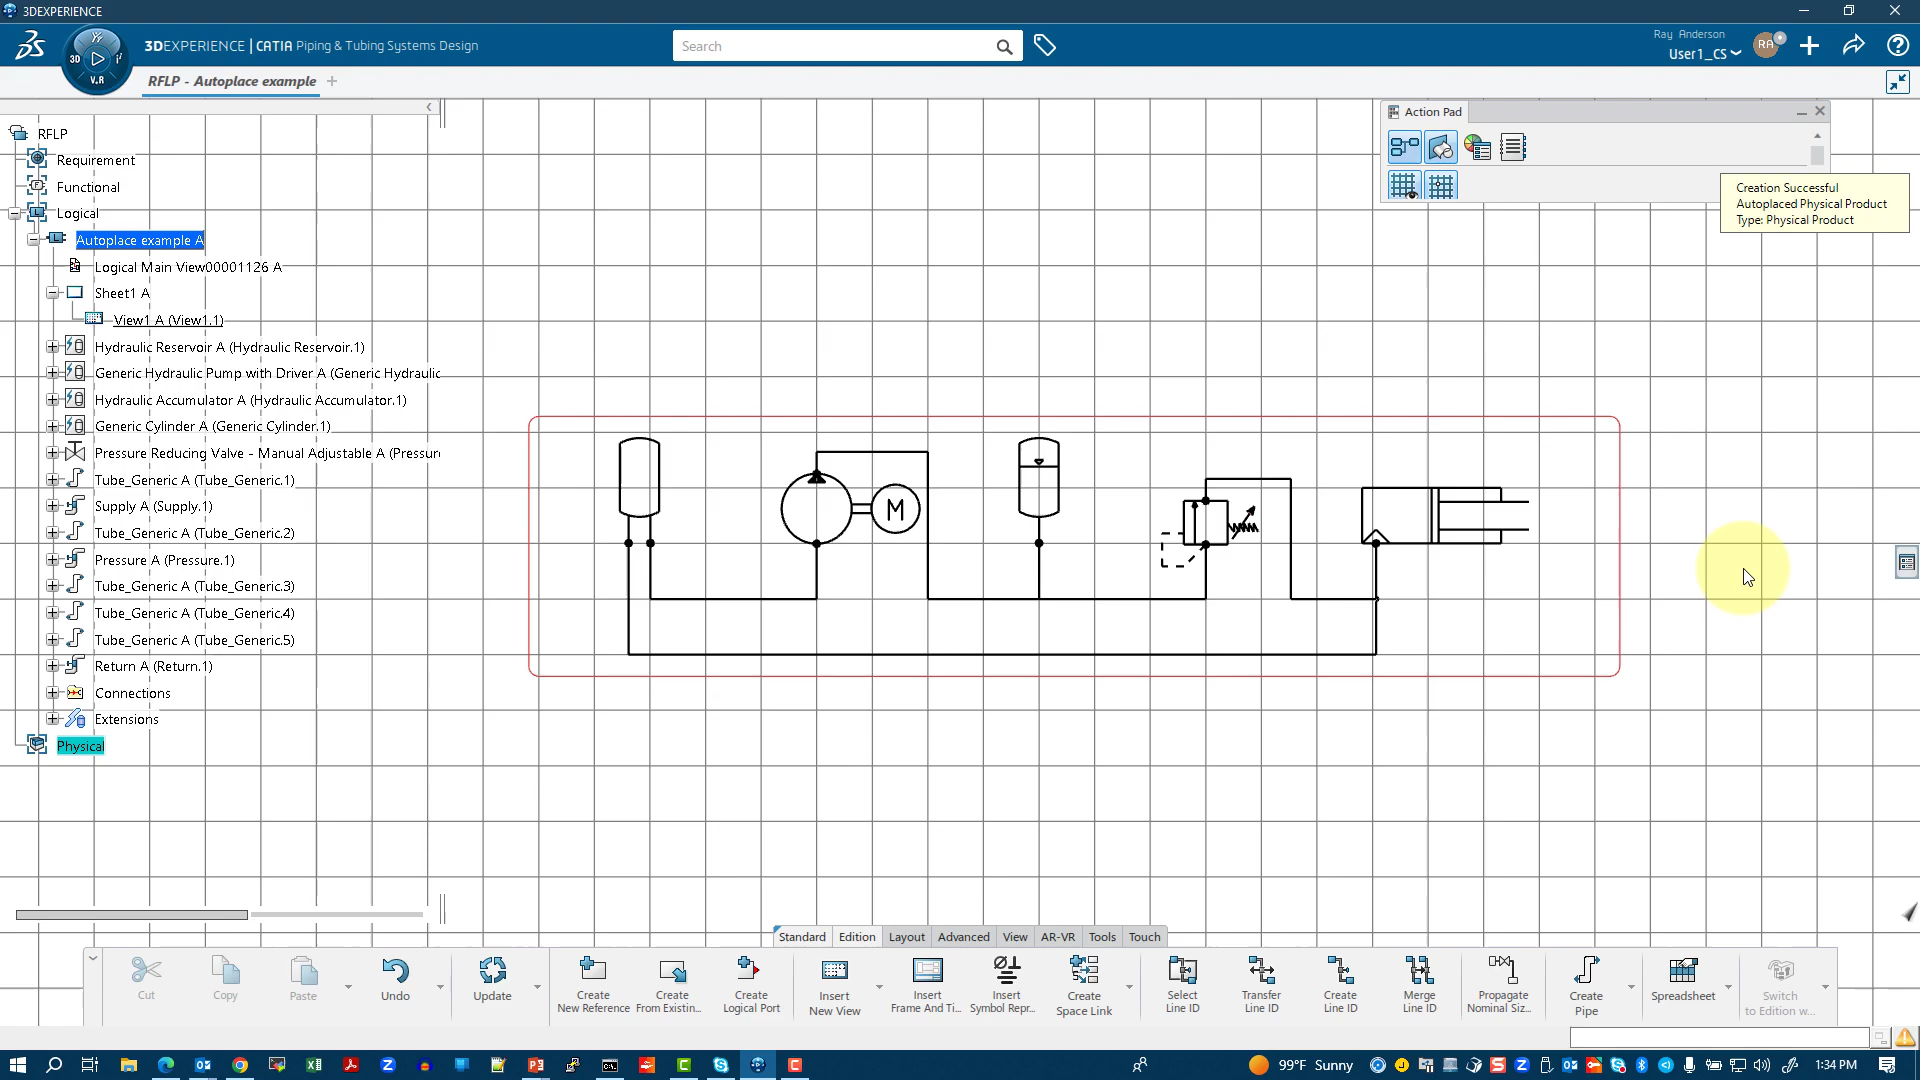 3DEXPERIENCE
3DEXPERIENCE | CATIA Piping & Tubing Systems Design
3D
V.R
Search
Ray Anderson
User1_CS
RA
RFLP - Autoplace example
RFLP
Requirement
Functional
Logical
Autoplace example A
Logical Main View00001126 A
Sheet1 A
View1 A (View1.1)
Hydraulic Reservoir A (Hydraulic Reservoir.1)
Generic Hydraulic Pump with Driver A (Generic Hydraulic
Hydraulic Accumulator A (Hydraulic Accumulator.1)
Generic Cylinder A (Generic Cylinder.1)
Pressure Reducing Valve - Manual Adjustable A (Pressur
Tube_Generic A (Tube_Generic.1)
Supply A (Supply.1)
Tube_Generic A (Tube_Generic.2)
Pressure A (Pressure.1)
Tube_Generic A (Tube_Generic.3)
Tube_Generic A (Tube_Generic.4)
Tube_Generic A (Tube_Generic.5)
Return A (Return.1)
Connections
Extensions
Physical
M
Action Pad
Creation Successful
Autoplaced Physical Product
Type: Physical Product
Standard Edition Layout Advanced View AR-VR Tools Touch
Cut
Copy
Paste
Undo
Update
Create
New Reference
Create
From Existin...
Create
Logical Port
Insert
New View
Insert
Frame And Ti...
Insert
Symbol Repr...
Create
Space Link
Select
Line ID
Transfer
Line ID
Create
Line ID
Merge
Line ID
Propagate
Nominal Siz...
Create
Pipe
Spreadsheet
Switch
to Edition w...
99°F Sunny
1:34 PM